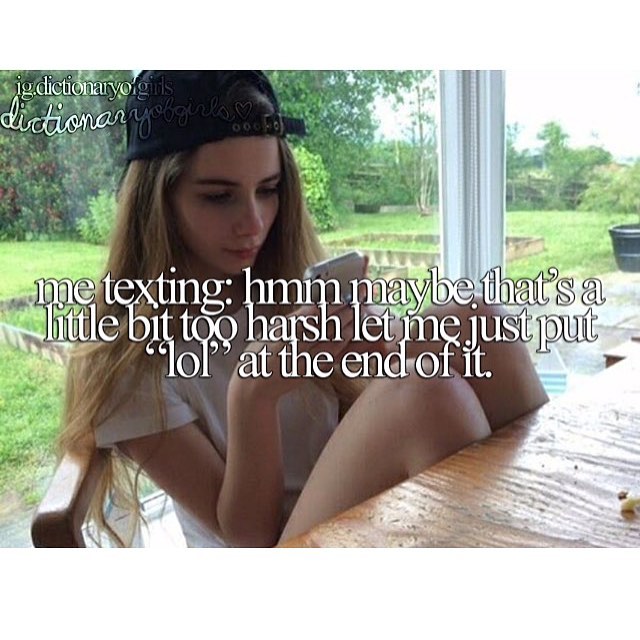 ig:dictionaryofgirls
dictionaryofgirls♡
me texting: hmm maybe that's a
little bit too harsh let me just put
“lol” at the end of it.